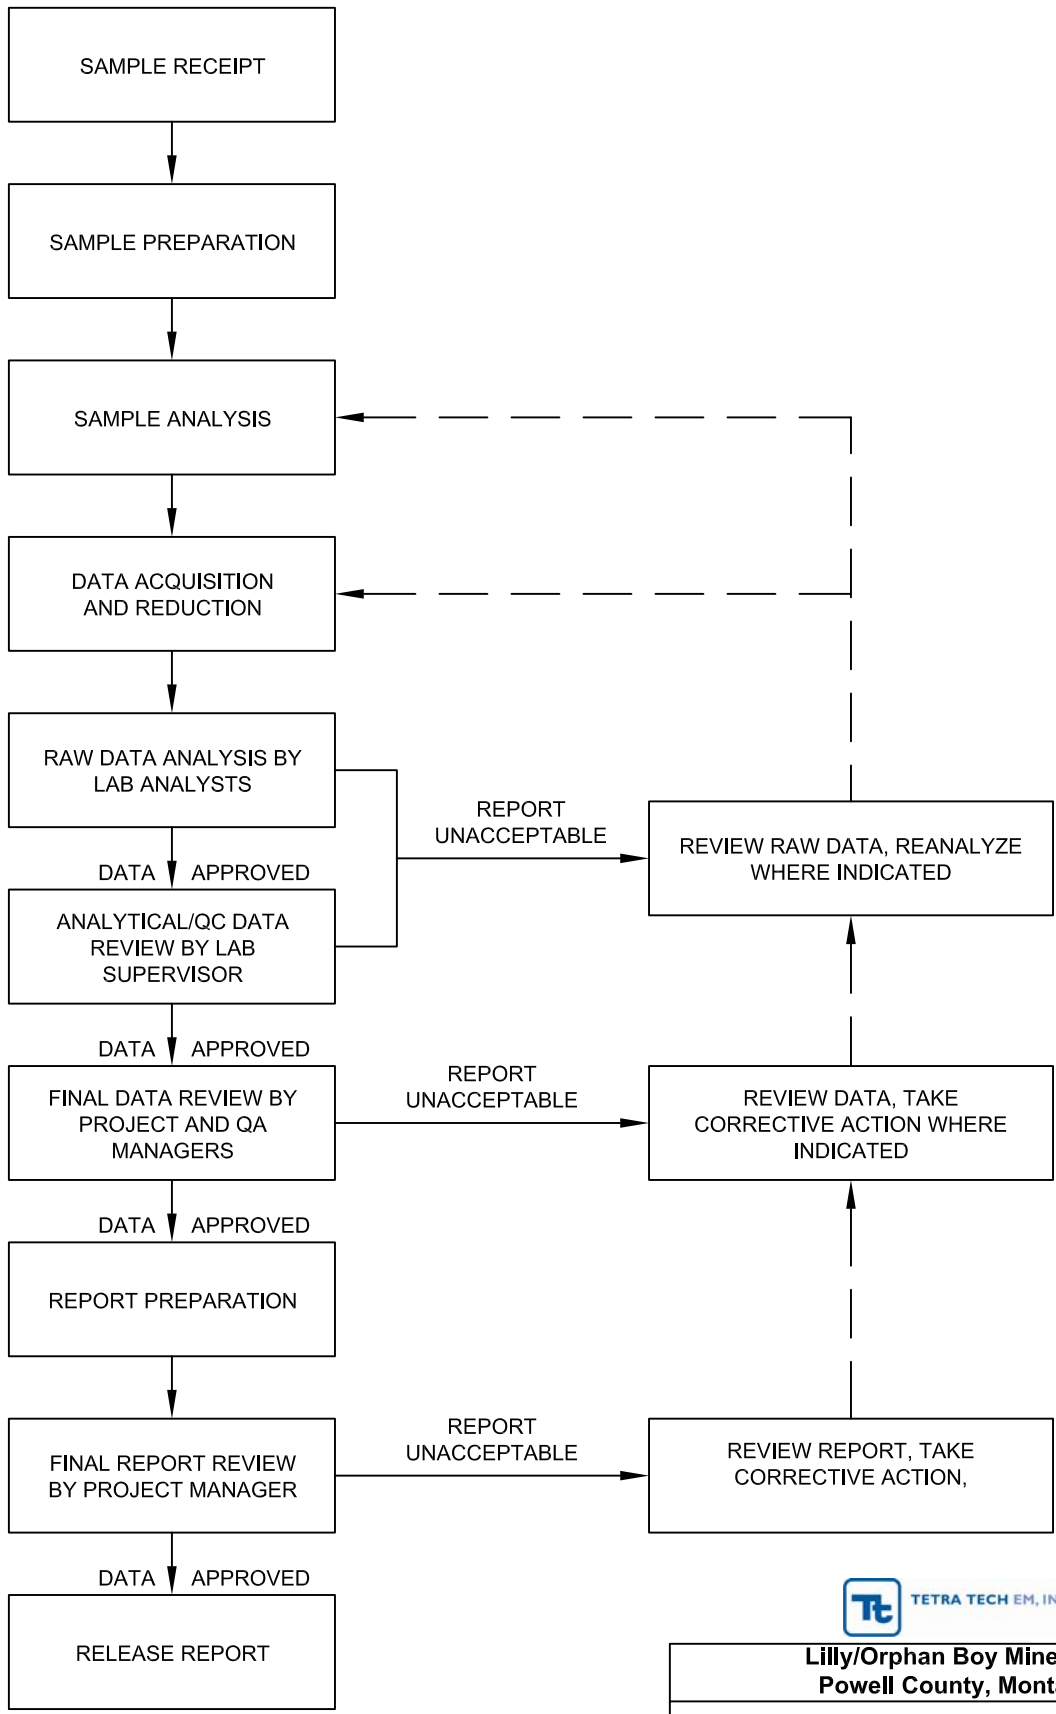 SAMPLE RECEIPT
SAMPLE PREPARATION
SAMPLE ANALYSIS
DATA ACQUISITION
AND REDUCTION
RAW DATA ANALYSIS BY
LAB ANALYSTS
REPORT
UNACCEPTABLE
REVIEW RAW DATA, REANALYZE
WHERE INDICATED
DATA APPROVED
ANALYTICAL/QC DATA
REVIEW BY LAB
SUPERVISOR
DATA APPROVED
FINAL DATA REVIEW BY
PROJECT AND QA
MANAGERS
REPORT
UNACCEPTABLE
REVIEW DATA, TAKE
CORRECTIVE ACTION WHERE
INDICATED
DATA APPROVED
REPORT PREPARATION
FINAL REPORT REVIEW
BY PROJECT MANAGER
REPORT
UNACCEPTABLE
REVIEW REPORT, TAKE
CORRECTIVE ACTION,
DATA APPROVED
RELEASE REPORT
Tt TETRA TECH EM, IN
Lilly/Orphan Boy Mine
Powell County, Monta